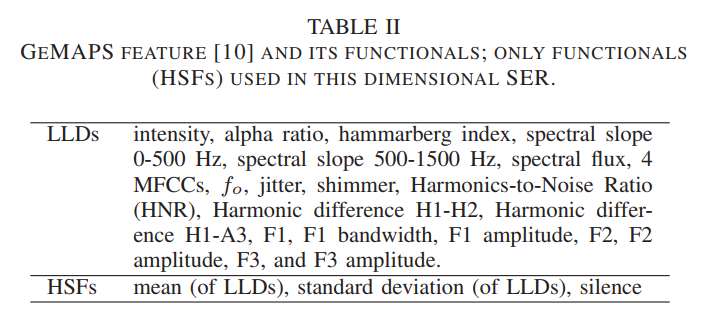 TABLE II
GEMAPS FEATURE [10] AND ITS FUNCTIONALS; ONLY FUNCTIONALS
(HSFS) USED IN THIS DIMENSIONAL SER.
LLDs intensity, alpha ratio, hammarberg index, spectral slope
0-500 Hz, spectral slope 500-1500 Hz, spectral flux, 4
MFCCs, fo, jitter, shimmer, Harmonics-to-Noise Ratio
(HNR), Harmonic difference H1-H2, Harmonic differ-
ence H1-A3, F1, F1 bandwidth, F1 amplitude, F2, F2
amplitude, F3, and F3 amplitude.
HSFs mean (of LLDs), standard deviation (of LLDs), silence